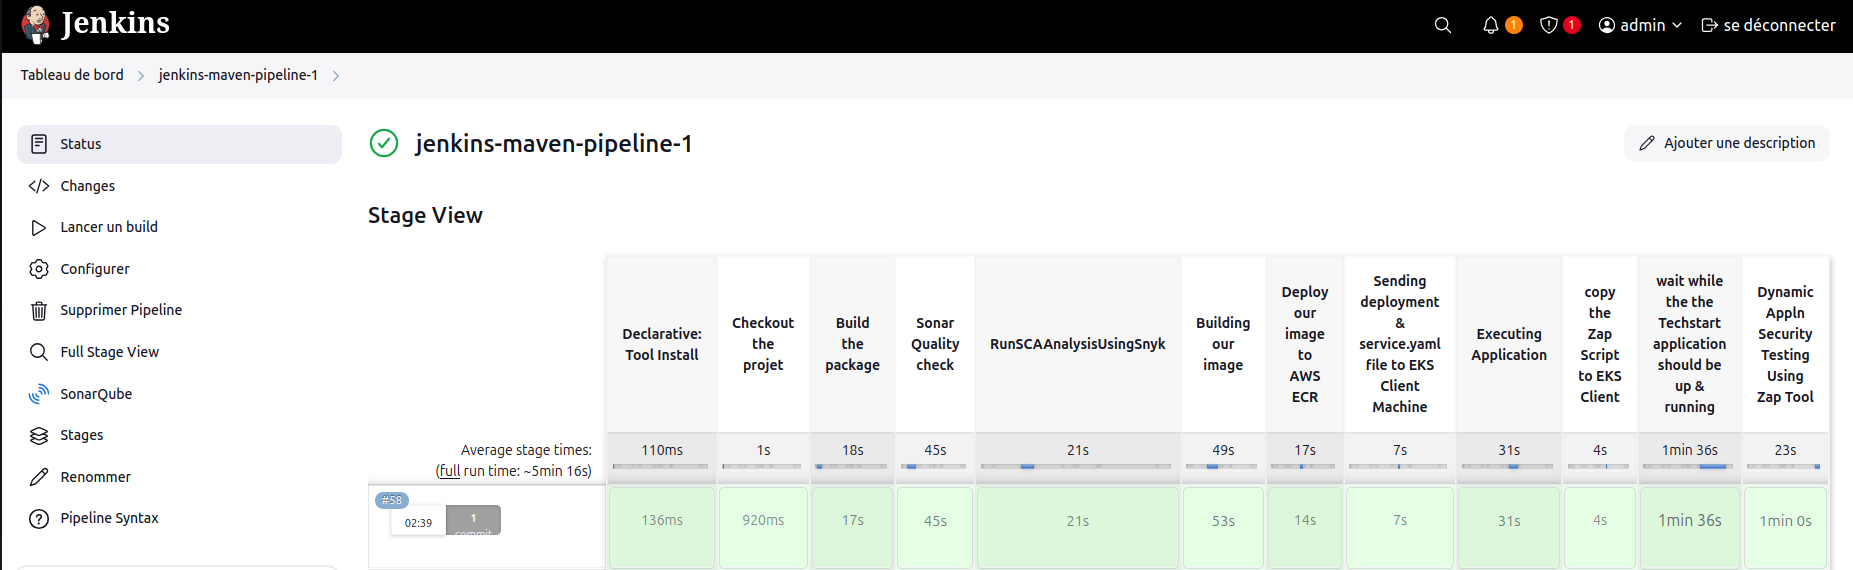 Jenkins
1
1
admin
se déconnecter
Tableau de bord
jenkins-maven-pipeline-1
Status
Changes
Lancer un build
Configurer
Supprimer Pipeline
Full Stage View
SonarQube
Stages
Renommer
Pipeline Syntax
jenkins-maven-pipeline-1
Ajouter une description
Stage View
Declarative:
Tool Install
Checkout
the
projet
Build
the
package
Sonar
Quality
check
RunSCAAnalysisUsingSnyk
Building
our
image
Deploy
our
image
to
AWS
ECR
Sending
deployment
&
service.yaml
file to EKS
Client
Machine
Executing
Application
copy
the
Zap
Script
to EKS
Client
wait while
the the
Techstart
application
should be
up &
running
Dynamic
Appln
Security
Testing
Using
Zap Tool
Average stage times:
(full run time: ~5min 16s)
110ms
1s
18s
45s
21s
49s
17s
7s
31s
4s
1min 36s
23s
#58
02:39
1
commit
136ms
920ms
17s
45s
21s
53s
14s
7s
31s
4s
1min 36s
1min 0s